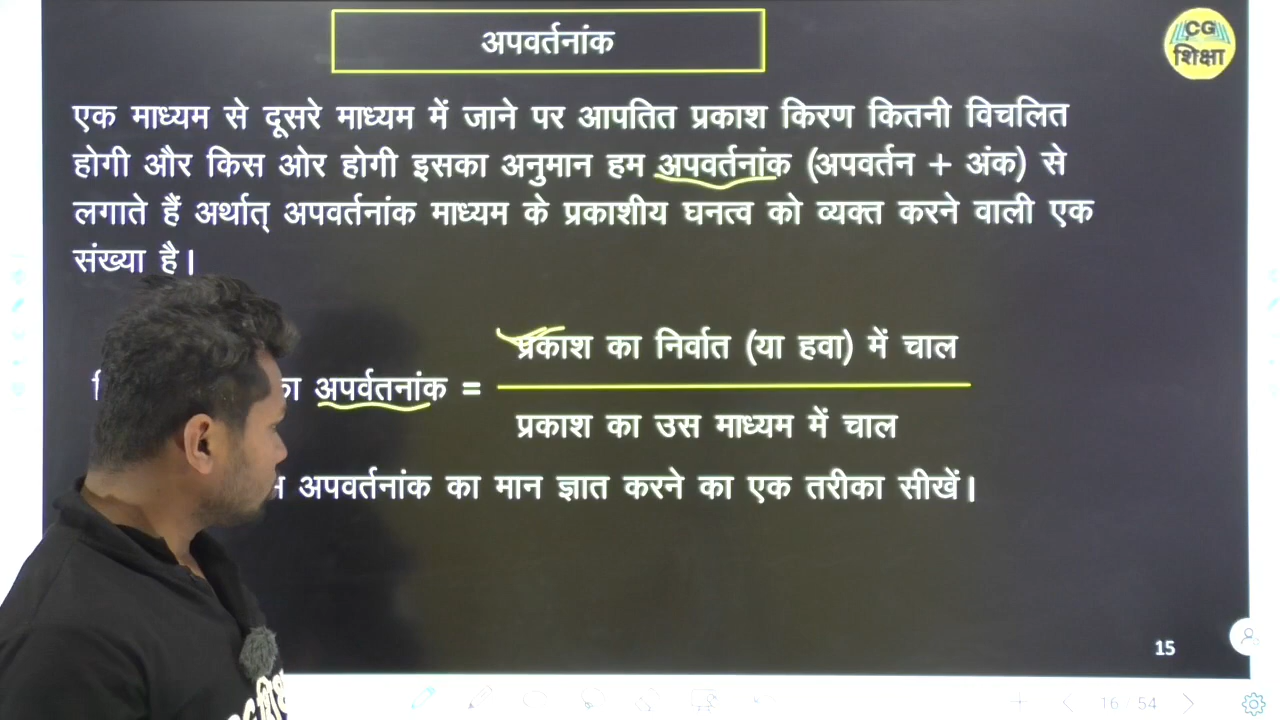 अपवर्तनांक
CG
शिक्षा
एक माध्यम से दूसरे माध्यम में जाने पर आपतित प्रकाश किरण कितनी विचलित
होगी और किस ओर होगी इसका अनुमान हम अपवर्तनांक (अपवर्तन + अंक) से
लगाते हैं अर्थात् अपवर्तनांक माध्यम के प्रकाशीय घनत्व को व्यक्त करने वाली एक
संख्या है।
प्रकाश का निर्वात (या हवा) में चाल
अपर्वतनांक =
प्रकाश का उस माध्यम में चाल
अपवर्तनांक का मान ज्ञात करने का एक तरीका सीखें।
15
16 / 54